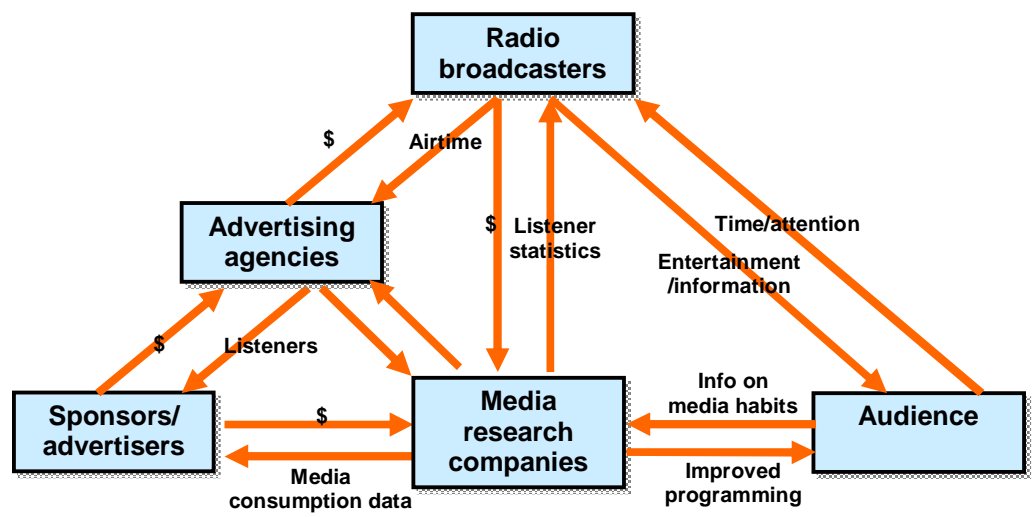 Radio
broadcasters
$
Airtime
Advertising
agencies
$
Listener
statistics
Time/attention
Entertainment
/information
$
Listeners
Sponsors/
advertisers
$
Media
consumption data
Media
research
companies
Info on
media habits
Improved
programming
Audience